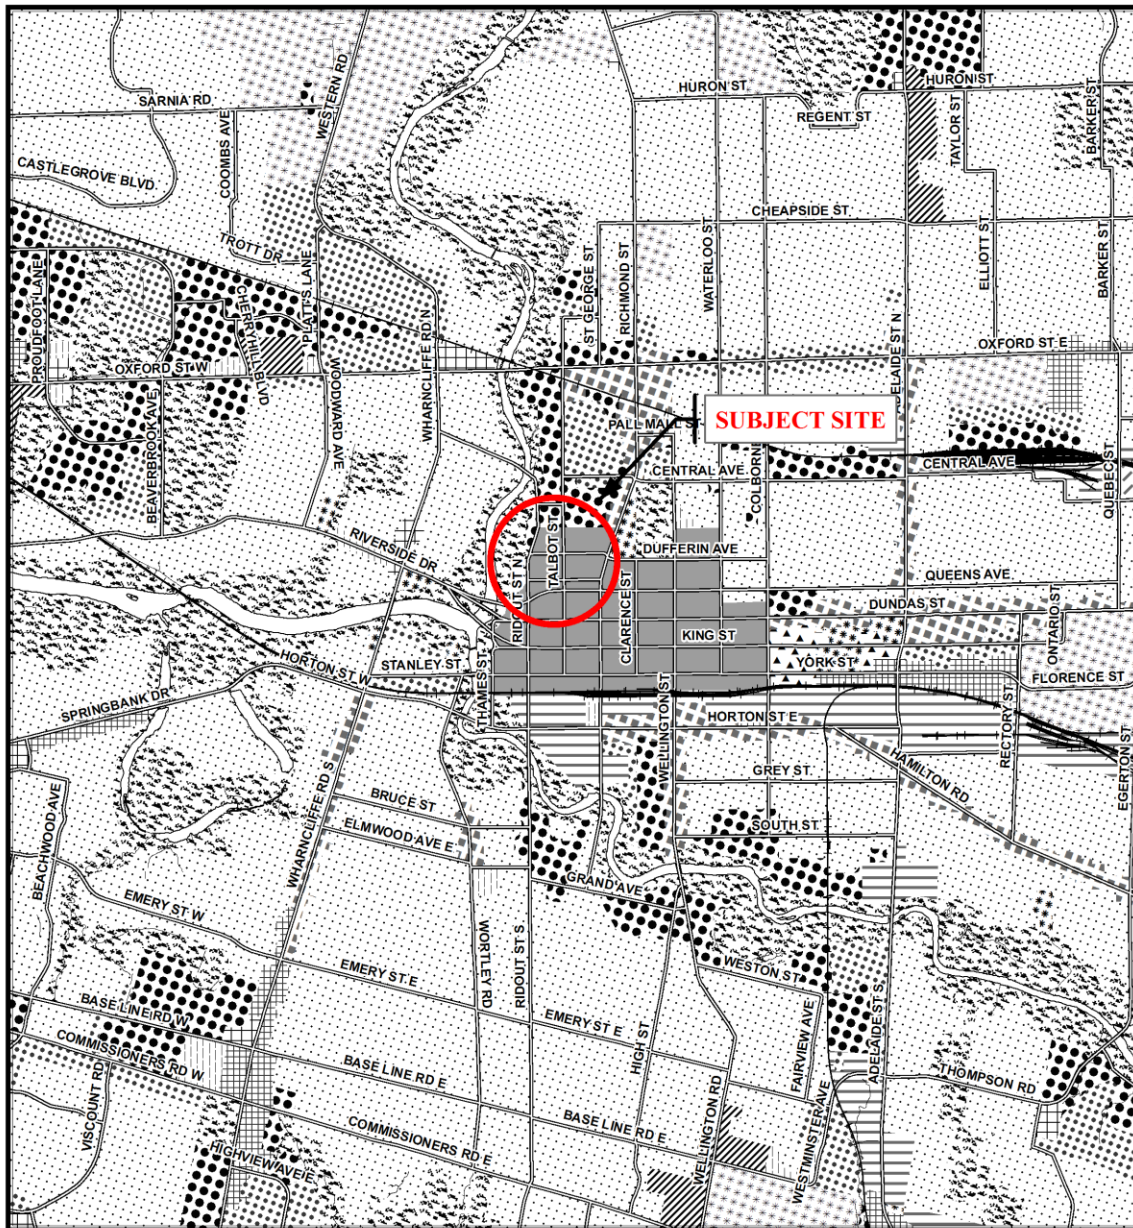 HURON ST
HURON ST
SARNIA RD
WESTERN RD
REGENT ST
TAYLOR ST
BARKER ST
COOMBS AVE
CASTLEGROVE BLVD
CHEAPSIDE ST
TROTT DR
PLATT'S LANE
PROUDFOOT LANE
CHERRYHILL BLVD
ST GEORGE ST
RICHMOND ST
WATERLOO ST
ELLIOTT ST
BARKER ST
WHARNCLIFFE RD N
OXFORD ST E
OXFORD ST W
WOODWARD AVE
BEAVERBROOK AVE
PALL MALL ST
SUBJECT SITE
CENTRAL AVE
CENTRAL AVE
QUEBEC ST
RIVERSIDE DR
RIDOUT ST N
TALBOT ST
DUFFERIN AVE
QUEENS AVE
DUNDAS ST
CLARENCE ST
KING ST
ONTARIO ST
YORK ST
STANLEY ST
FLORENCE ST
HORTON ST W
THAMES ST
SPRINGBANK DR
WELLINGTON ST
HORTON ST E
RECTORY ST
EGERTON ST
HAMILTON RD
GREY ST
BRUCE ST
SOUTH ST
ELMWOOD AVE E
WHARNCLIFFE RD S
BEACHWOOD AVE
GRAND AVE
EMERY ST W
WORTLEY RD
RIDOUT ST S
EMERY ST E
WESTON ST
ADELAIDE ST S
BASE LINE RD W
EMERY ST E
HIGH ST
FAIRVIEW AVE
COMMISSIONERS RD W
BASE LINE RD E
THOMPSON RD
VISCOUNT RD
WELLINGTON RD
WESTMINSTER AVE
BASE LINE RD E
COMMISSIONERS RD E
HIGHVIEW AVE E